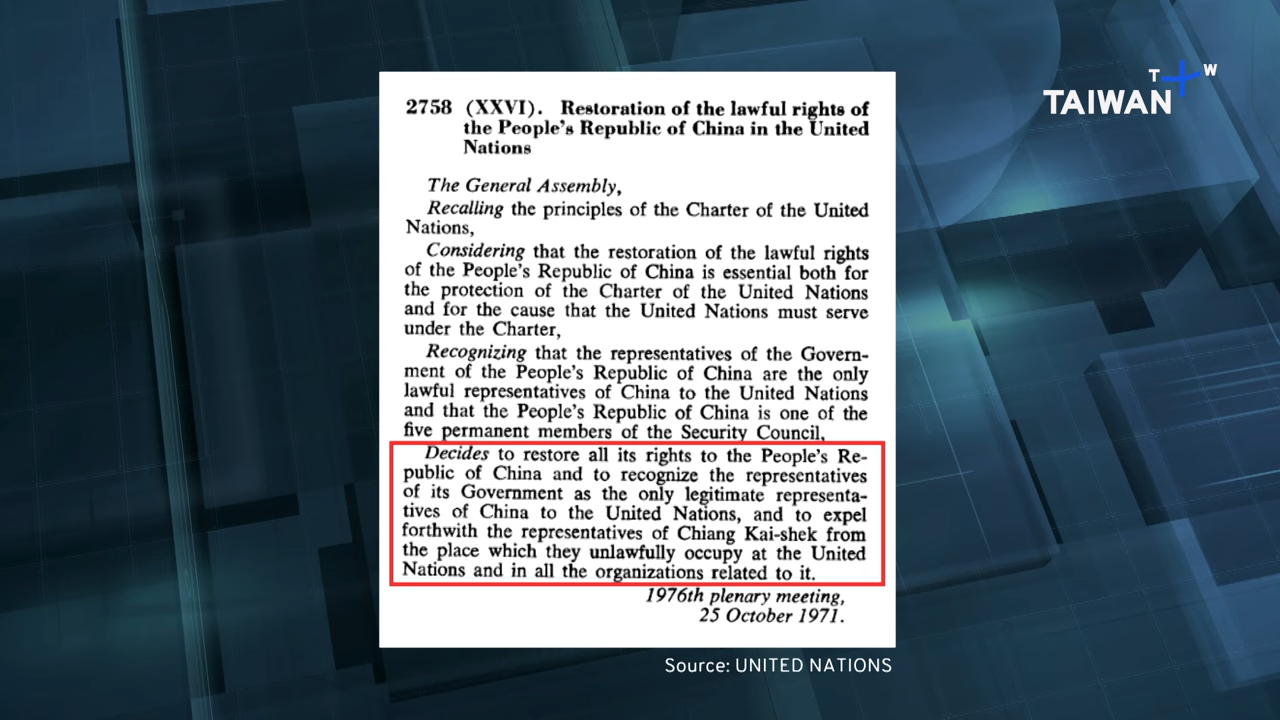 T W
TAIWAN
2758 (XXVI). Restoration of the lawful rights of
the People's Republic of China in the United
Nations
The General Assembly,
Recalling the principles of the Charter of the United
Nations,
Considering that the restoration of the lawful rights
of the People's Republic of China is essential both for
the protection of the Charter of the United Nations
and for the cause that the United Nations must serve
under the Charter,
Recognizing that the representatives of the Govern-
ment of the People's Republic of China are the only
lawful representatives of China to the United Nations
and that the People's Republic of China is one of the
five permanent members of the Security Council,
Decides to restore all its rights to the People's Re-
public of China and to recognize the representatives
of its Government as the only legitimate representa-
tives of China to the United Nations, and to expel
forthwith the representatives of Chiang Kai-shek from
the place which they unlawfully occupy at the United
Nations and in all the organizations related to it.
1976th plenary meeting,
25 October 1971.
Source: UNITED NATIONS